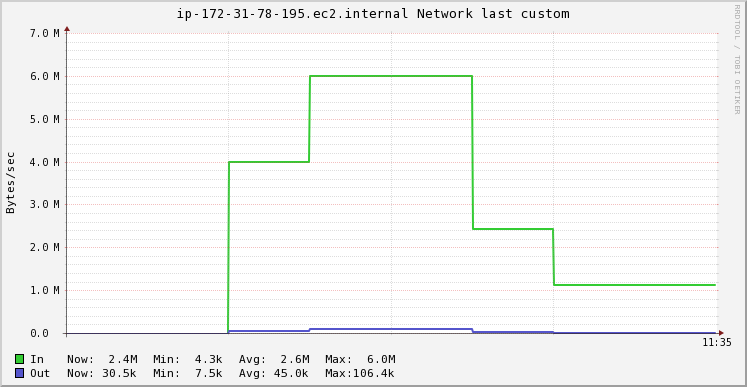 ip-172-31-78-195.ec2.internal Network last custom
RRDTOOL / TOBI OETIKER
Bytes/sec
7.0 M
6.0 M
5.0 M
4.0 M
3.0 M
2.0 M
1.0 M
0.0
11:35
In Now: 2.4M Min: 4.3k Avg: 2.6M Max: 6.0M
Out Now: 30.5k Min: 7.5k Avg: 45.0k Max:106.4k